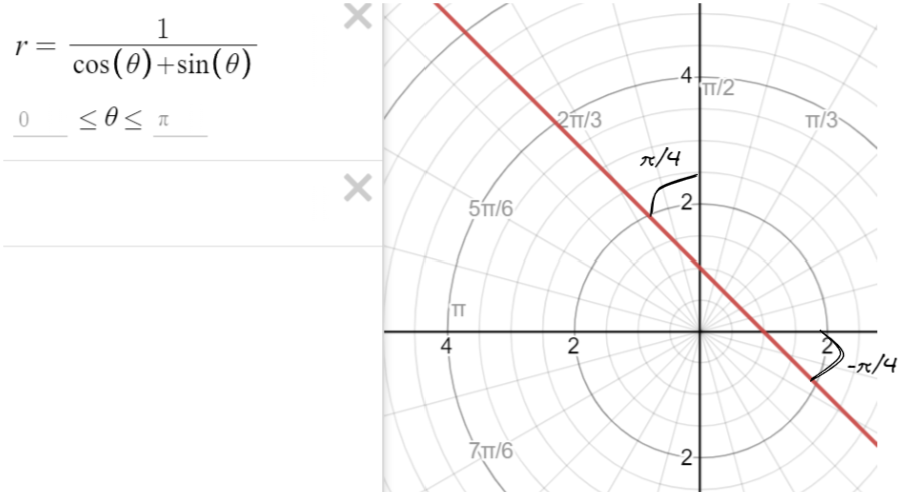 r = 1 / (cos(θ)+sin(θ))
0 ≤ θ ≤ π
4
π/2
2π/3
π/3
π/4
5π/6
2
π
4
2
2
-π/4
7π/6
2